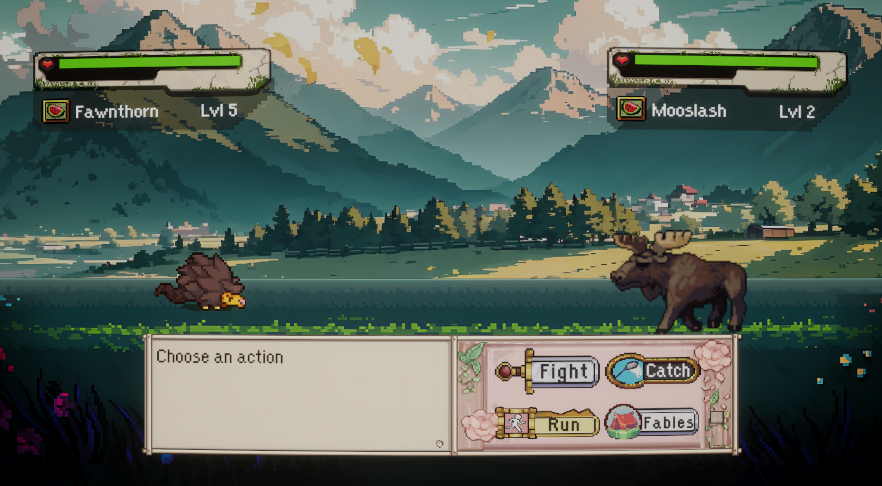 Fawnthorn Lvl 5
Mooslash Lvl 2
Choose an action
Fight
Catch
Run
Fables